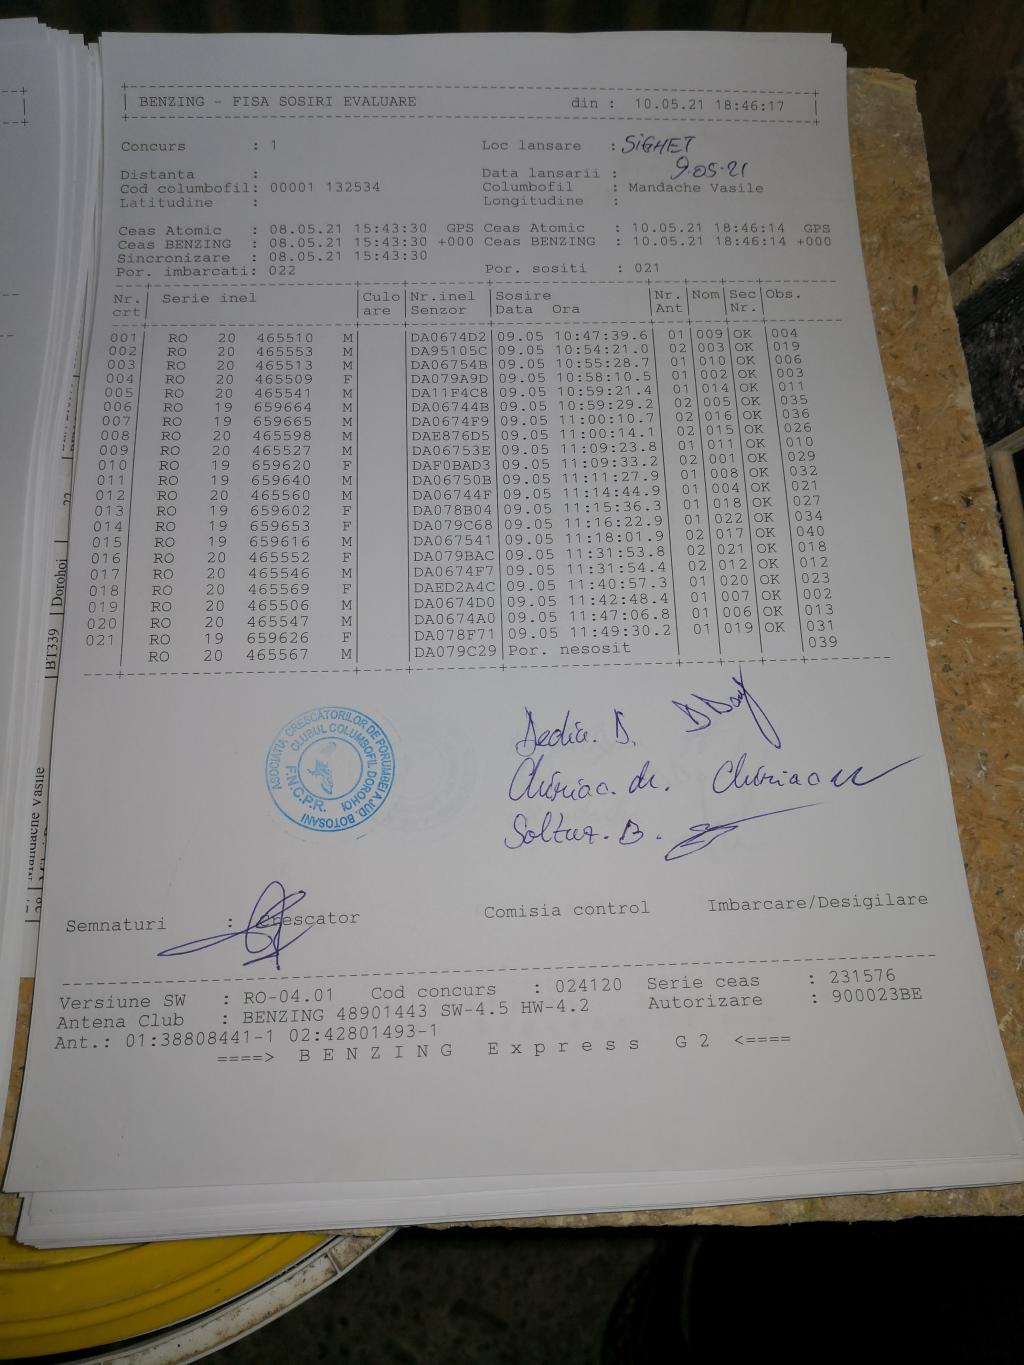 BENZING - FISA SOSIRI EVALUARE din : 10.05.21 18:46:17
Concurs : 1 Loc lansare : SIGHET
Distanta : Data lansarii : 9.05.21
Cod columbofil: 00001 132534 Columbofil : Mandache Vasile
Latitudine : Longitudine :
Ceas Atomic : 08.05.21 15:43:30 GPS Ceas Atomic : 10.05.21 18:46:14 GPS
Ceas BENZING : 08.05.21 15:43:30 +000 Ceas BENZING : 10.05.21 18:46:14 +000
Sincronizare : 08.05.21 15:43:30
Por. imbarcati: 022 Por. sositi : 021
Nr. Serie inel Culo Nr.inel Sosire Nr. Nom Sec Obs.
crt are Senzor Data Ora Ant Nr.
001 RO 20 465510 M DA0674D2 09.05 10:47:39.6 01 009 OK 004
002 RO 20 465553 M DA95105C 09.05 10:54:21.0 02 003 OK 019
003 RO 20 465513 M DA06754B 09.05 10:55:28.7 01 010 OK 006
004 RO 20 465509 F DA079A9D 09.05 10:58:10.5 01 002 OK 003
005 RO 20 465541 M DA11F4C8 09.05 10:59:21.4 01 014 OK 011
006 RO 19 659664 M DA06744B 09.05 10:59:29.2 02 005 OK 035
007 RO 19 659665 M DA0674F9 09.05 11:00:10.7 02 016 OK 036
008 RO 20 465598 M DAE876D5 09.05 11:00:14.1 02 015 OK 026
009 RO 20 465527 M DA06753E 09.05 11:09:23.8 01 011 OK 010
010 RO 19 659620 F DAF0BAD3 09.05 11:09:33.2 02 001 OK 029
011 RO 19 659640 M DA06750B 09.05 11:11:27.9 01 008 OK 032
012 RO 20 465560 M DA06744F 09.05 11:14:44.9 01 004 OK 021
013 RO 19 659602 F DA078B04 09.05 11:15:36.3 01 018 OK 027
014 RO 19 659653 F DA079C68 09.05 11:16:22.9 01 022 OK 034
015 RO 19 659616 M DA067541 09.05 11:18:01.9 02 017 OK 040
016 RO 20 465552 F DA079BAC 09.05 11:31:53.8 02 021 OK 018
017 RO 20 465546 M DA0674F7 09.05 11:31:54.4 02 012 OK 012
018 RO 20 465569 F DAED2A4C 09.05 11:40:57.3 01 020 OK 023
019 RO 20 465506 M DA0674D0 09.05 11:42:48.4 01 007 OK 002
020 RO 20 465547 M DA0674A0 09.05 11:47:06.8 01 006 OK 013
021 RO 19 659626 F DA078F71 09.05 11:49:30.2 01 019 OK 031
RO 20 465567 M DA079C29 Por. nesosit 039
ASOCIATIA CRESCATORILOR DE PORUMBEI A JUD. BOTOSANI
CLUBUL COLUMBOFIL DOROHOI
F.N.C.P.R.
Semnaturi : Crescator Comisia control Imbarcare/Desigilare
Versiune SW : RO-04.01 Cod concurs : 024120 Serie ceas : 231576
Antena Club : BENZING 48901443 SW-4.5 HW-4.2 Autorizare : 900023BE
Ant.: 01:38808441-1 02:42801493-1
====> B E N Z I N G E x p r e s s G 2 <====
BT339 Dorohoi 22
Mandache Vasile